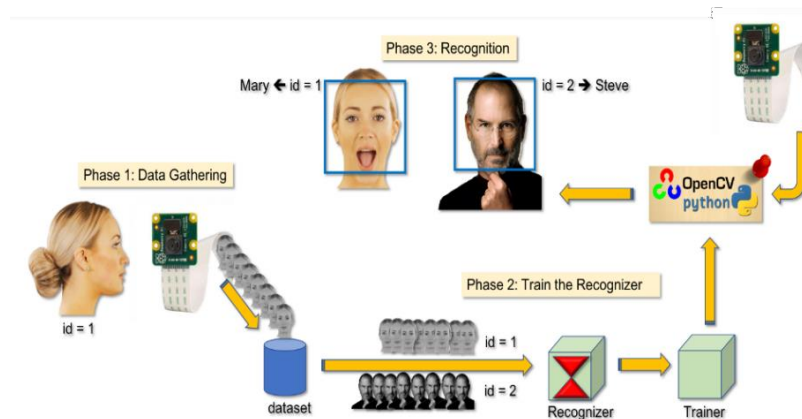 Phase 3: Recognition
Mary ← id = 1
id = 2 → Steve
Phase 1: Data Gathering
OpenCV
python
Phase 2: Train the Recognizer
id = 1
id = 1
dataset
id = 2
Recognizer
Trainer